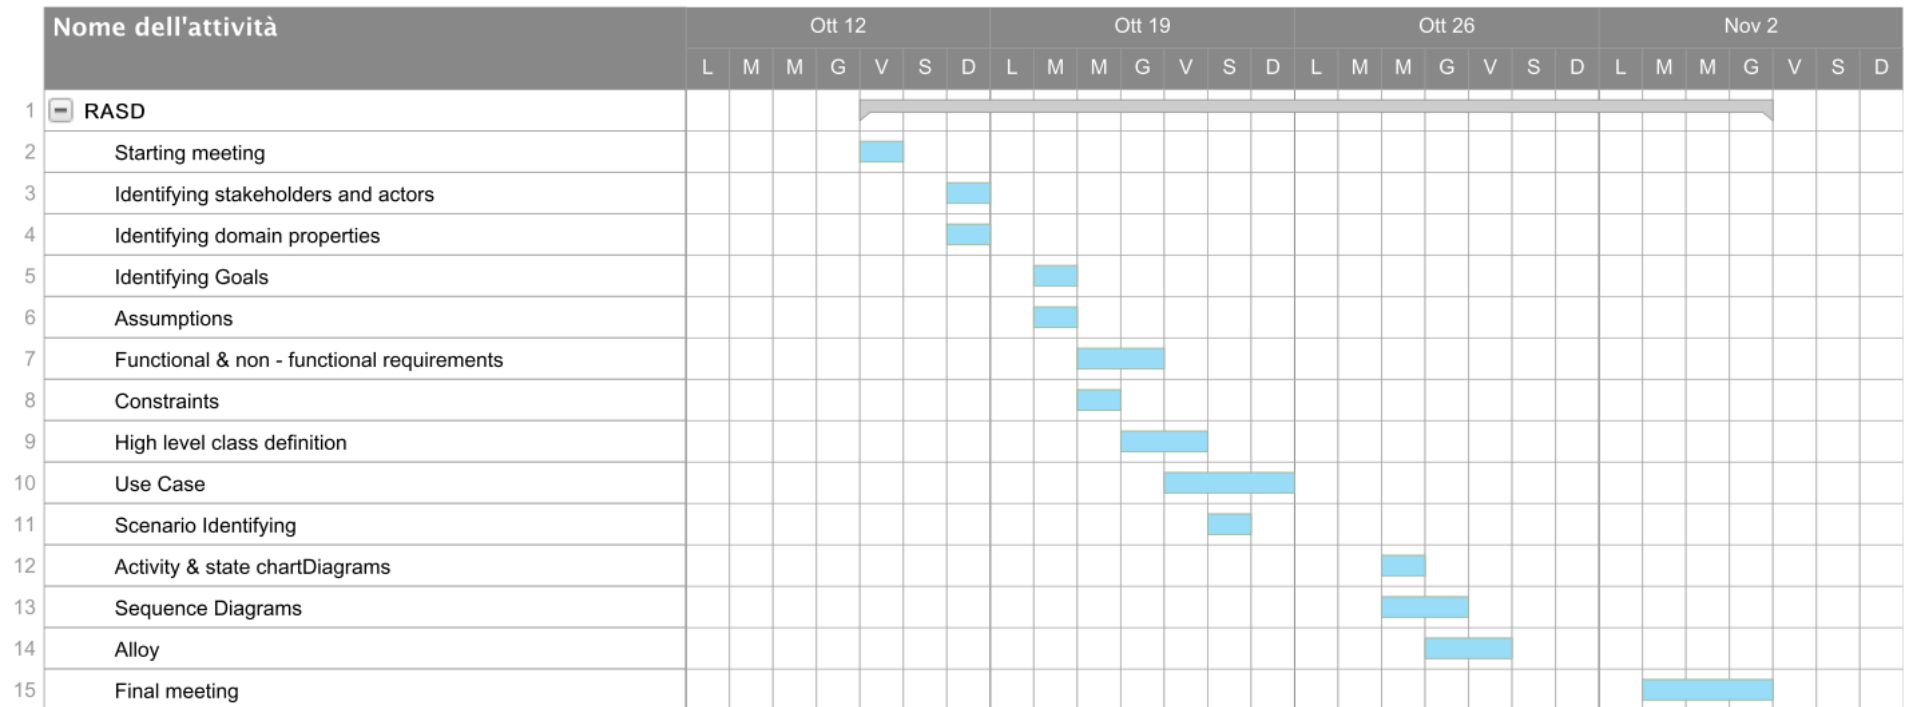 Nome dell'attività
Ott 12 Ott 19 Ott 26 Nov 2
L M M G V S D L M M G V S D L M M G V S D L M M G V S D
1 RASD
2 Starting meeting
3 Identifying stakeholders and actors
4 Identifying domain properties
5 Identifying Goals
6 Assumptions
7 Functional & non - functional requirements
8 Constraints
9 High level class definition
10 Use Case
11 Scenario Identifying
12 Activity & state chartDiagrams
13 Sequence Diagrams
14 Alloy
15 Final meeting